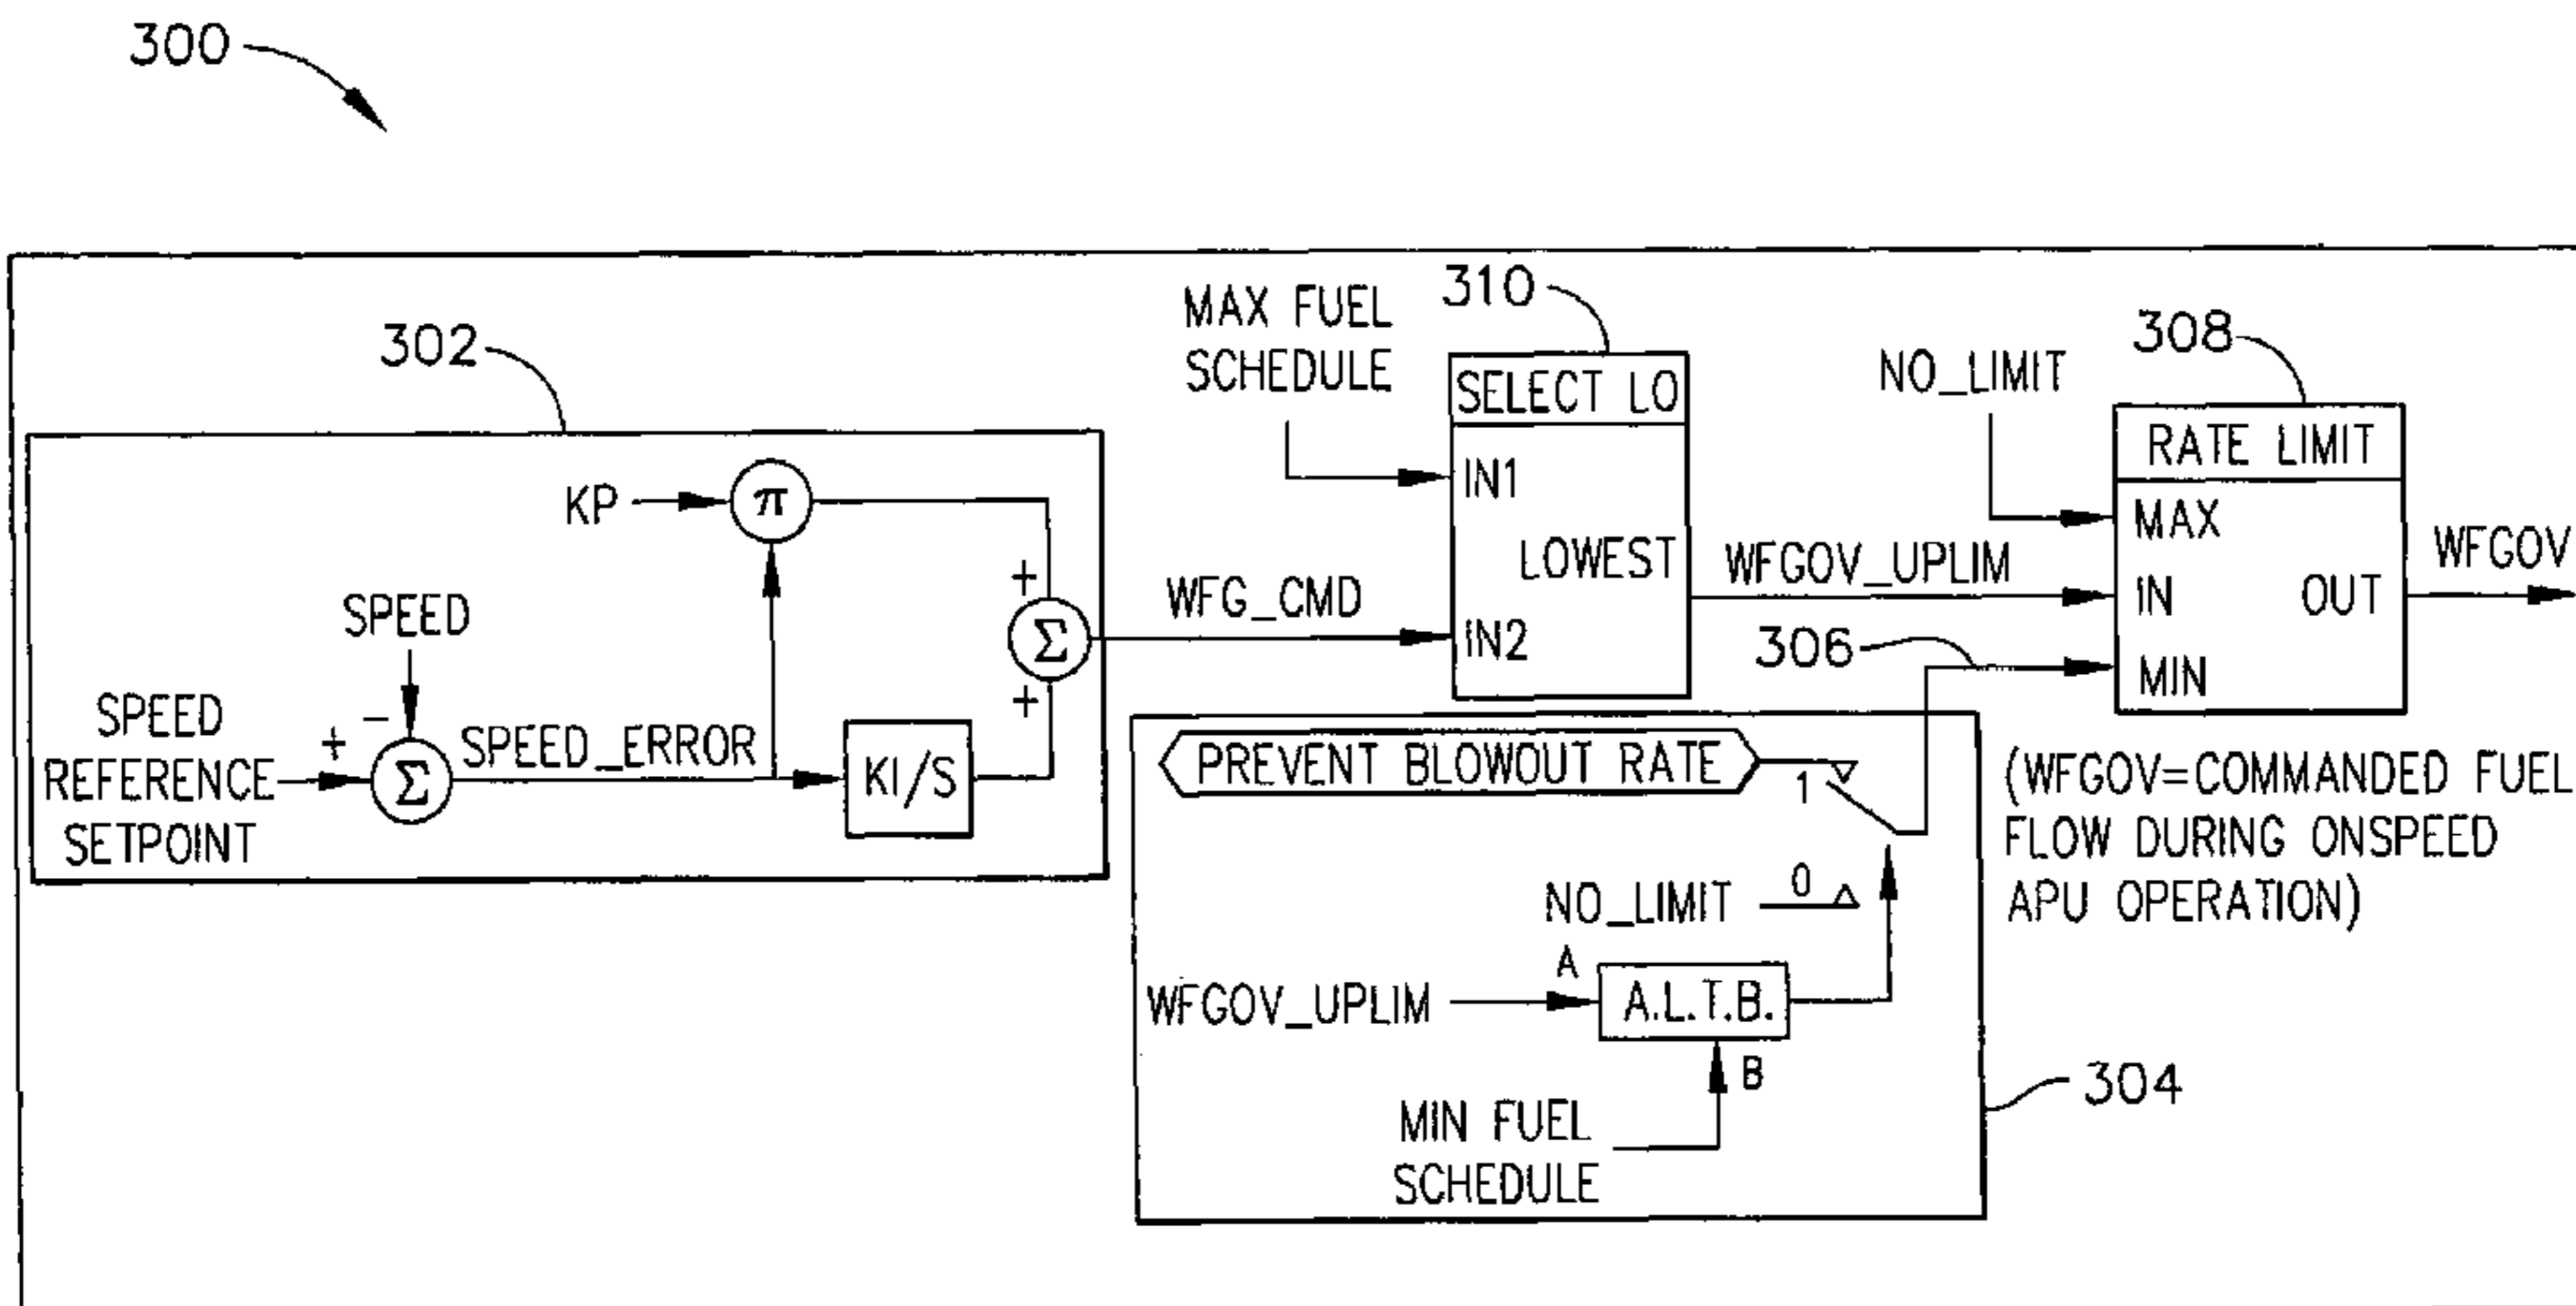 300
302
KP
π
+
SPEED
-
SPEED
REFERENCE
SETPOINT
+
Σ
SPEED_ERROR
KI/S
Σ
+
WFG_CMD
MAX FUEL
SCHEDULE
310
SELECT LO
IN1
LOWEST
IN2
WFGOV_UPLIM
NO_LIMIT
308
RATE LIMIT
MAX
IN
OUT
MIN
WFGOV
306
PREVENT BLOWOUT RATE
1
NO_LIMIT
0
WFGOV_UPLIM
A
A.L.T.B.
B
MIN FUEL
SCHEDULE
304
(WFGOV=COMMANDED FUEL
FLOW DURING ONSPEED
APU OPERATION)